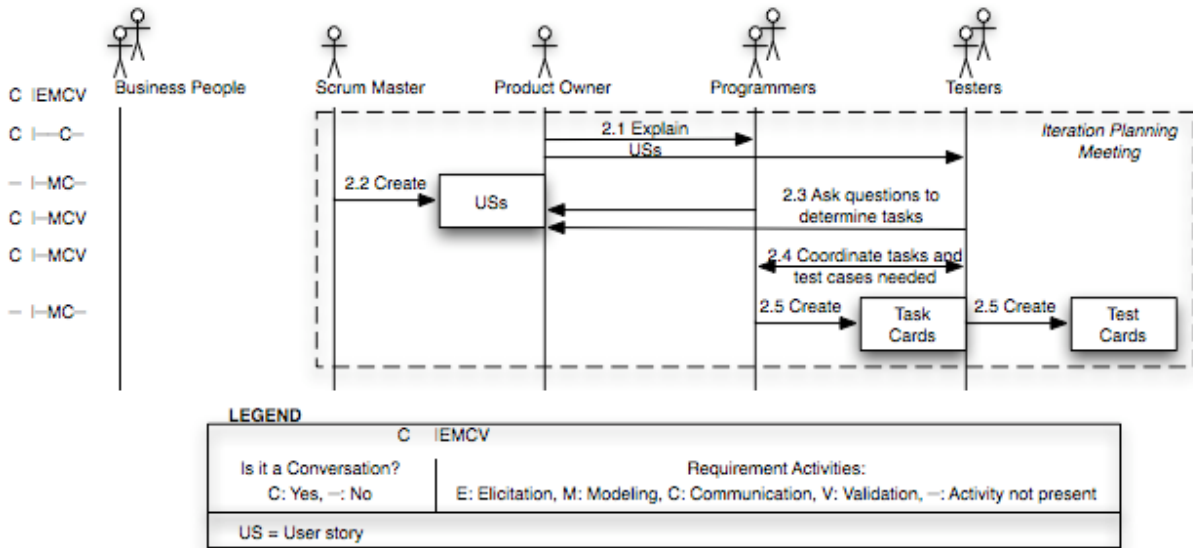 Business People
Scrum Master
Product Owner
Programmers
Testers
C |EMCV
C |—–C–
2.1 Explain
USs
Iteration Planning
Meeting
– |–MC–
2.2 Create
USs
2.3 Ask questions to
determine tasks
C |–MCV
C |–MCV
2.4 Coordinate tasks and
test cases needed
– |–MC–
2.5 Create
Task
Cards
2.5 Create
Test
Cards
LEGEND
C |EMCV
Is it a Conversation?
C: Yes, –: No
Requirement Activities:
E: Elicitation, M: Modeling, C: Communication, V: Validation, –: Activity not present
US = User story